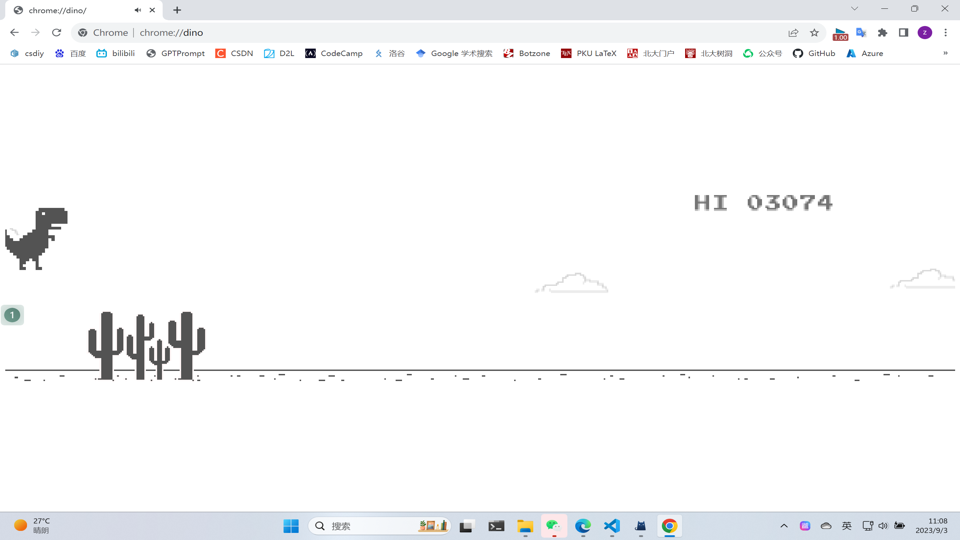 chrome://dino/
Chrome | chrome://dino
1.00
z
csdiy 百度 bilibili GPTPrompt CSDN D2L CodeCamp 洛谷 Google 学术搜索 Botzone PKU LaTeX 北大门户 北大树洞 公众号 GitHub Azure »
HI 03074
1
27°C
晴朗
搜索
英
11:08
2023/9/3